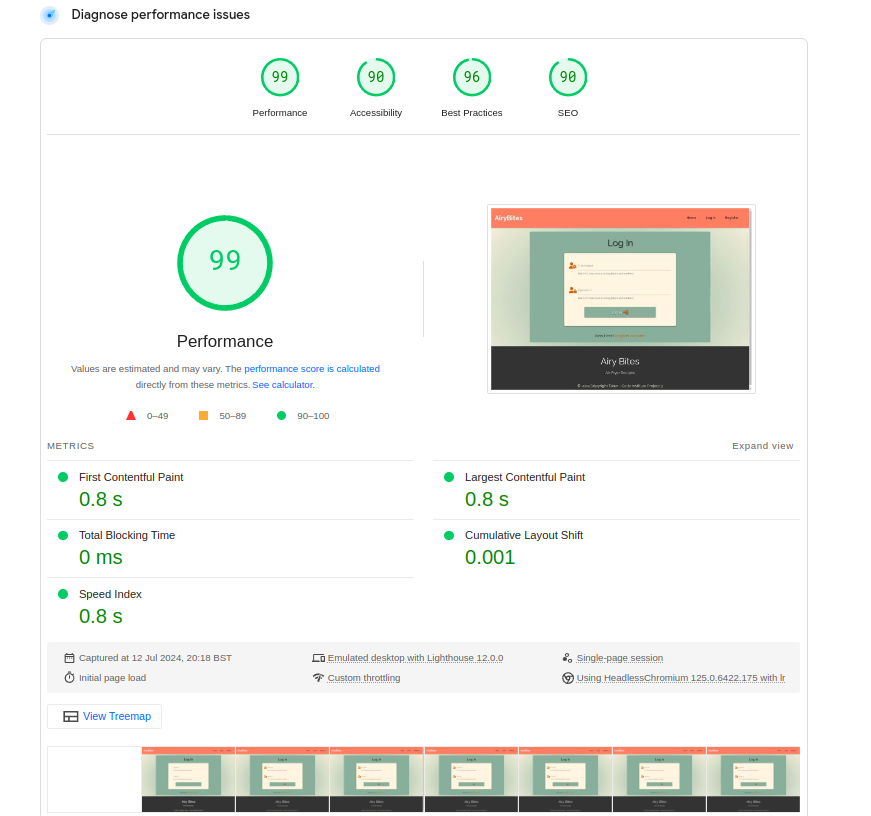 Diagnose performance issues
99 90 96 90
Performance Accessibility Best Practices SEO
99
Performance
Values are estimated and may vary. The performance score is calculated
directly from these metrics. See calculator.
0–49 50–89 90–100
AiryBites
Home Log In Register
Log In
Airy Bites
METRICS
Expand view
First Contentful Paint
0.8 s
Largest Contentful Paint
0.8 s
Total Blocking Time
0 ms
Cumulative Layout Shift
0.001
Speed Index
0.8 s
Captured at 12 Jul 2024, 20:18 BST
Emulated desktop with Lighthouse 12.0.0
Single-page session
Initial page load
Custom throttling
Using HeadlessChromium 125.0.6422.175 with lr
View Treemap